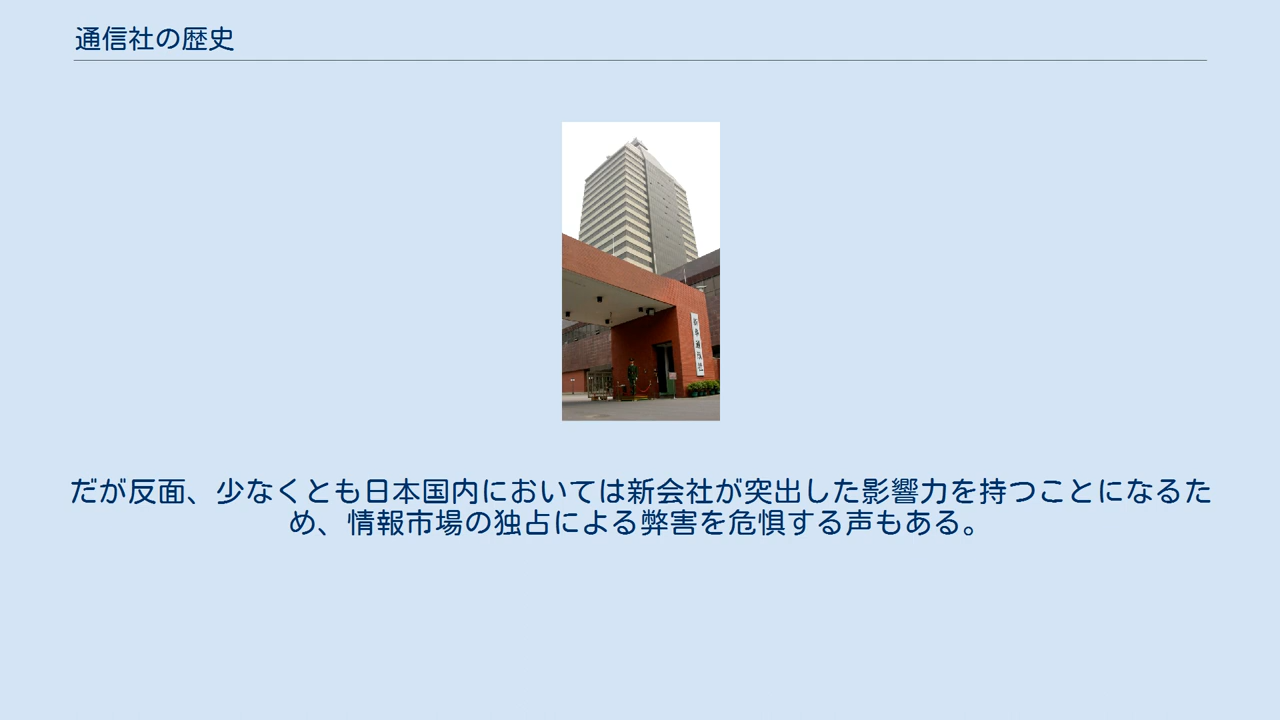 通信社の歴史
だが反面、少なくとも日本国内においては新会社が突出した影響力を持つことになるた
め、情報市場の独占による弊害を危惧する声もある。